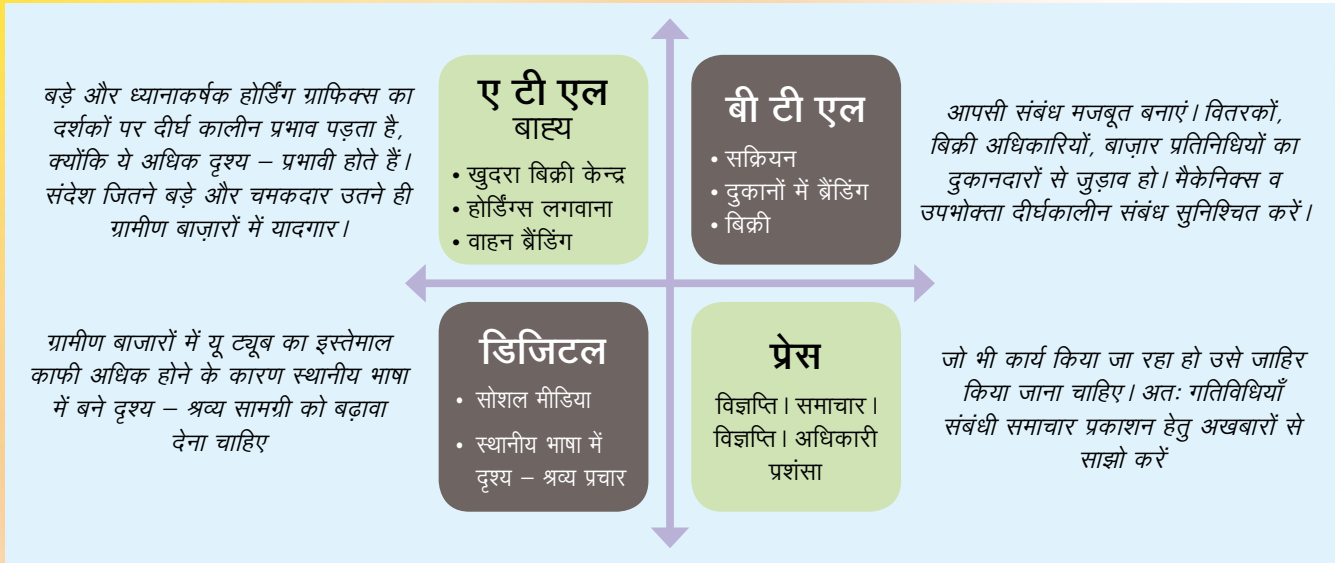 बड़े और ध्यानाकर्षक होर्डिंग ग्राफिक्स का
दर्शकों पर दीर्घ कालीन प्रभाव पड़ता है,
क्योंकि ये अधिक दृश्य – प्रभावी होते हैं।
संदेश जितने बड़े और चमकदार उतने ही
ग्रामीण बाज़ारों में यादगार।
ए टी एल
बाह्य
• खुदरा बिक्री केन्द्र
• होर्डिंग्स लगवाना
• वाहन ब्रैंडिंग
बी टी एल
• सक्रियन
• दुकानों में ब्रैंडिंग
• बिक्री
आपसी संबंध मजबूत बनाएं। वितरकों,
बिक्री अधिकारियों, बाज़ार प्रतिनिधियों का
दुकानदारों से जुड़ाव हो। मैकेनिक्स व
उपभोक्ता दीर्घकालीन संबंध सुनिश्चित करें।
ग्रामीण बाजारों में यू ट्यूब का इस्तेमाल
काफी अधिक होने के कारण स्थानीय भाषा
में बने दृश्य – श्रव्य सामग्री को बढ़ावा
देना चाहिए
डिजिटल
• सोशल मीडिया
• स्थानीय भाषा में
दृश्य – श्रव्य प्रचार
प्रेस
विज्ञप्ति। समाचार।
विज्ञप्ति। अधिकारी
प्रशंसा
जो भी कार्य किया जा रहा हो उसे जाहिर
किया जाना चाहिए। अतः गतिविधियाँ
संबंधी समाचार प्रकाशन हेतु अखबारों से
साझो करें